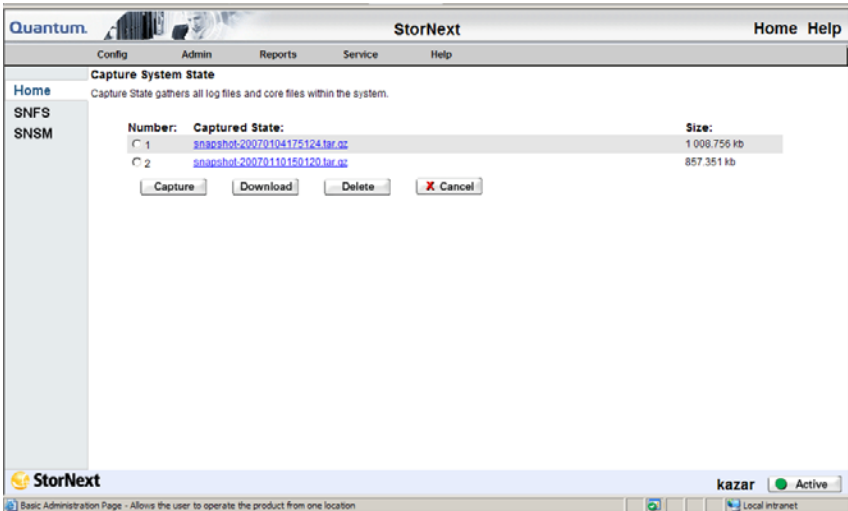 Quantum. StorNext Home Help
Config Admin Reports Service Help
Capture System State
Home
Capture State gathers all log files and core files within the system.
SNFS
SNSM
Number: Captured State: Size:
1 snapshot-20070104175124.tar.gz 1 008.756 kb
2 snapshot-20070110150120.tar.gz 857.351 kb
Capture Download Delete X Cancel
StorNext
kazar Active
Basic Administration Page - Allows the user to operate the product from one location Local intranet